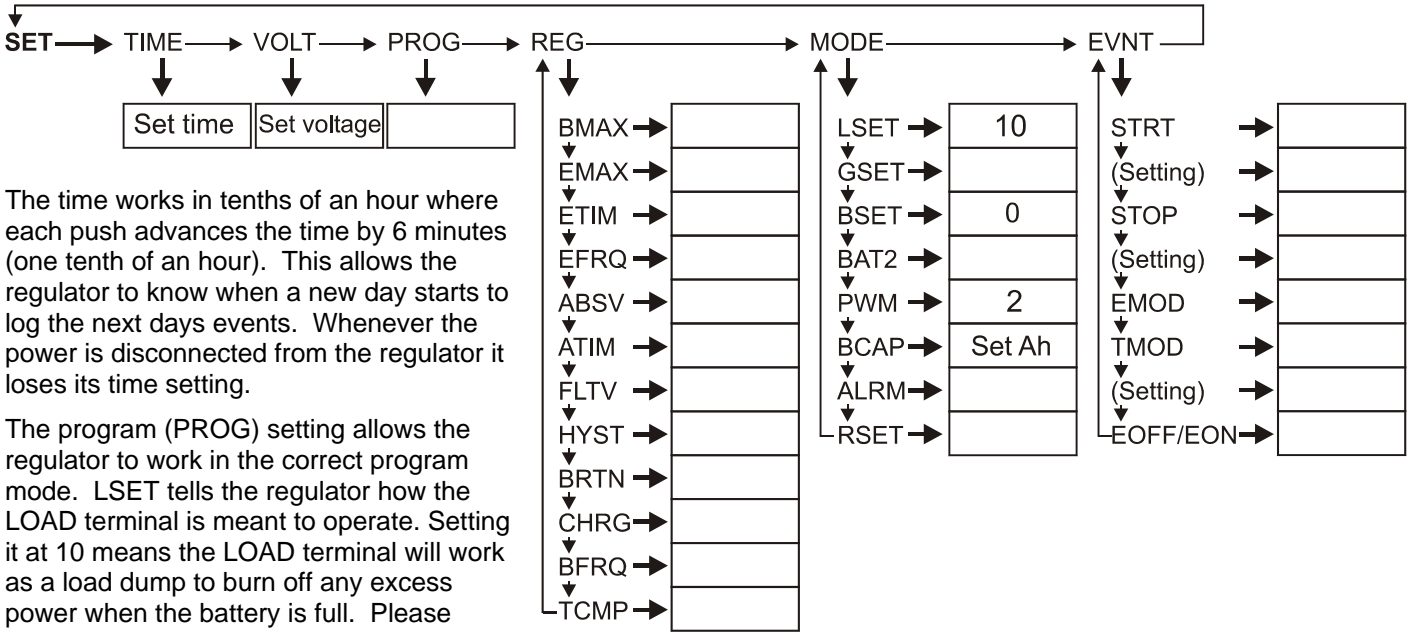 SET TIME VOLT PROG REG MODE EVNT
Set time Set voltage
BMAX
EMAX
ETIM
EFRQ
ABSV
ATIM
FLTV
HYST
BRTN
CHRG
BFRQ
TCMP
LSET 10
GSET
BSET 0
BAT2
PWM 2
BCAP Set Ah
ALRM
RSET
STRT
(Setting)
STOP
(Setting)
EMOD
TMOD
(Setting)
EOFF/EON
The time works in tenths of an hour where
each push advances the time by 6 minutes
(one tenth of an hour). This allows the
regulator to know when a new day starts to
log the next days events. Whenever the
power is disconnected from the regulator it
loses its time setting.
The program (PROG) setting allows the
regulator to work in the correct program
mode. LSET tells the regulator how the
LOAD terminal is meant to operate. Setting
it at 10 means the LOAD terminal will work
as a load dump to burn off any excess
power when the battery is full. Please